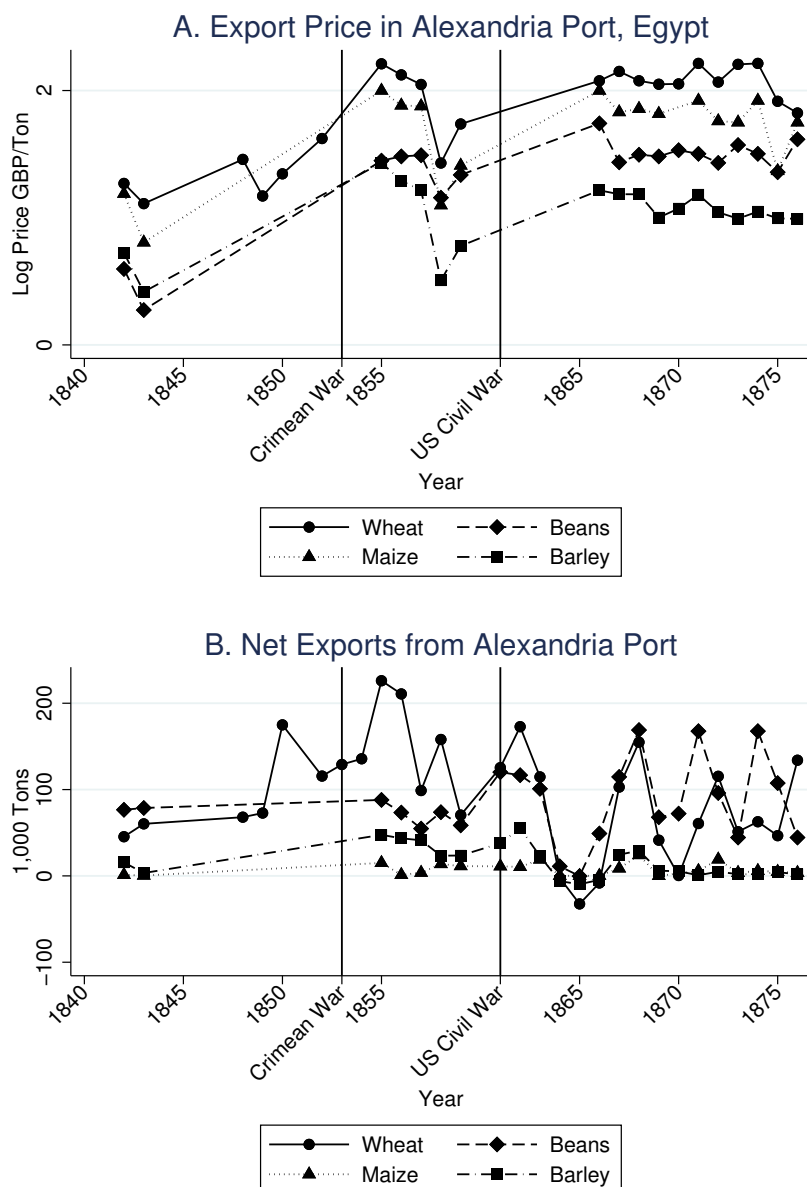 A. Export Price in Alexandria Port, Egypt
Log Price GBP/Ton
2
0
1840
1845
1850
Crimean War
1855
US Civil War
1865
1870
1875
Year
Wheat
Beans
Maize
Barley
B. Net Exports from Alexandria Port
1,000 Tons
200
100
0
−100
1840
1845
1850
Crimean War
1855
US Civil War
1865
1870
1875
Year
Wheat
Beans
Maize
Barley